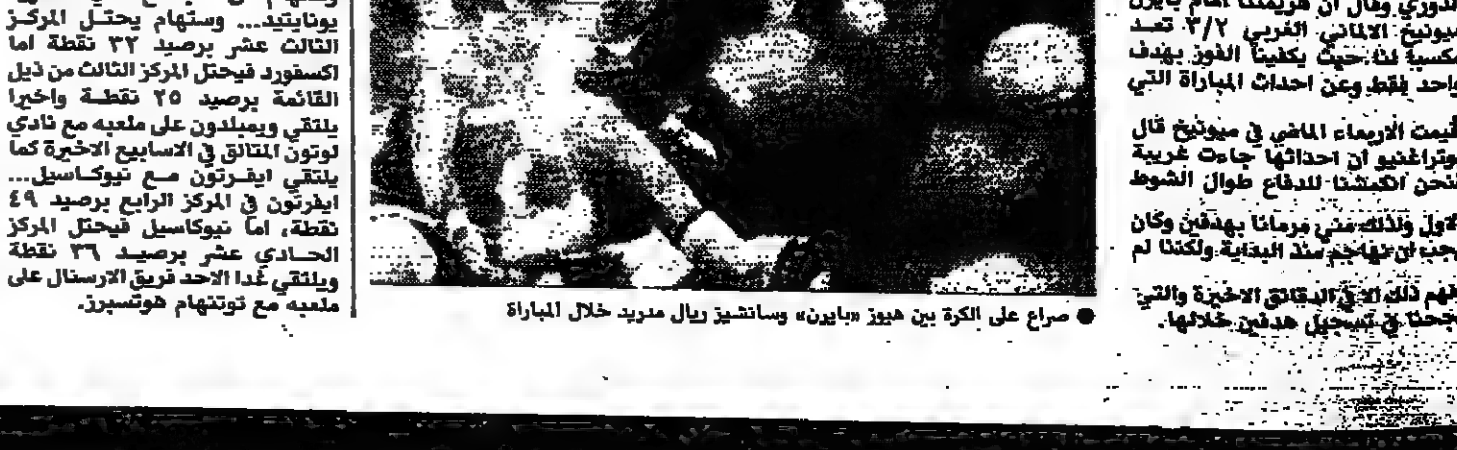 الدوري وقال ان هزيمتنا امام بايرن
ميونيخ الالماني الغربي ٣/٢ تعد
مكسبا لنا حيث يكفينا الفوز بهدف
واحد فقط وعن احداث المباراة التي
اقيمت الاربعاء الماضي في ميونيخ قال
بوتراغنيو ان احداثها جاءت غريبة
فنحن انكمشنا للدفاع طوال الشوط
الاول ولذلك مني مرمانا بهدفين وكان
يجب ان نهاجم منذ البداية ولكننا لم
نفهم ذلك الا في الدقائق الاخيرة والتي
نجحنا في تسجيل هدفين خلالها.
● صراع على الكرة بين هيوز «بايرن» وسانشيز ريال مدريد خلال المباراة
يونايتيد... وستهام يحتل المركز
الثالث عشر برصيد ٣٢ نقطة اما
اكسفورد فيحتل المركز الثالث من ذيل
القائمة برصيد ٢٥ نقطة واخيرا
يلتقي ويمبلدون على ملعبه مع نادي
لوتون المتالق في الاسابيع الاخيرة كما
يلتقي ايفرتون مع نيوكاسيل...
ايفرتون في المركز الرابع برصيد ٤٩
نقطة، اما نيوكاسيل فيحتل المركز
الحادي عشر برصيد ٣٦ نقطة
ويلتقي غدا الاحد فريق الارسنال على
ملعبه مع توتنهام هوتسبرز.